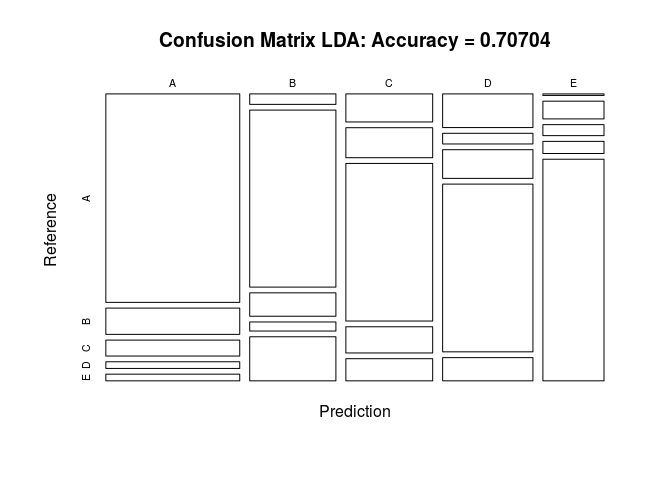 Confusion Matrix LDA: Accuracy = 0.70704
A B C D E
Reference
A
B
C
D
E
Prediction